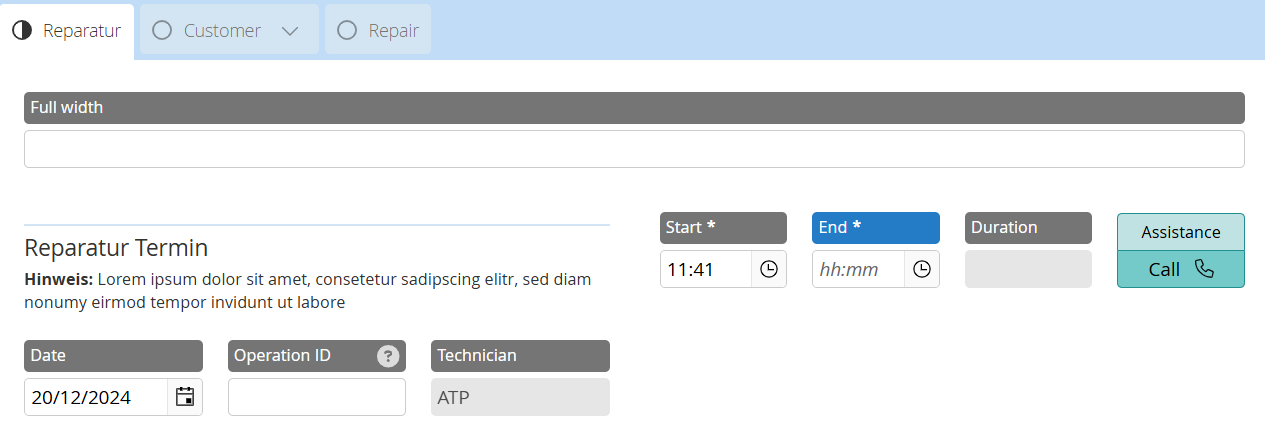 Reparatur
Customer
Repair
Full width
Reparatur Termin
Hinweis: Lorem ipsum dolor sit amet, consetetur sadipscing elitr, sed diam
nonumy eirmod tempor invidunt ut labore
Date
Operation ID ?
Technician
20/12/2024
ATP
Start *
End *
Duration
11:41
hh:mm
Assistance
Call